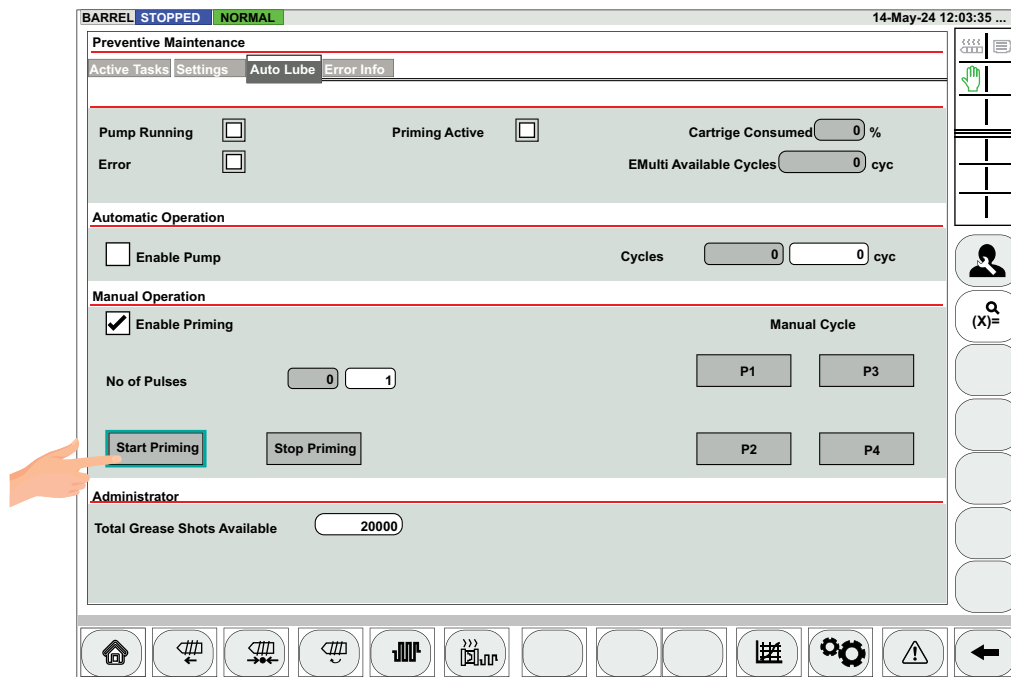 BARREL STOPPED NORMAL 14-May-24 12:03:35 ...
Preventive Maintenance
Active Tasks Settings Auto Lube Error Info
Pump Running Priming Active Cartrige Consumed 0 %
Error EMulti Available Cycles 0 cyc
Automatic Operation
Enable Pump Cycles 0 0 cyc
Manual Operation
Enable Priming Manual Cycle
(X)=
No of Pulses 0 1 P1 P3
Start Priming Stop Priming P2 P4
Administrator
Total Grease Shots Available 20000